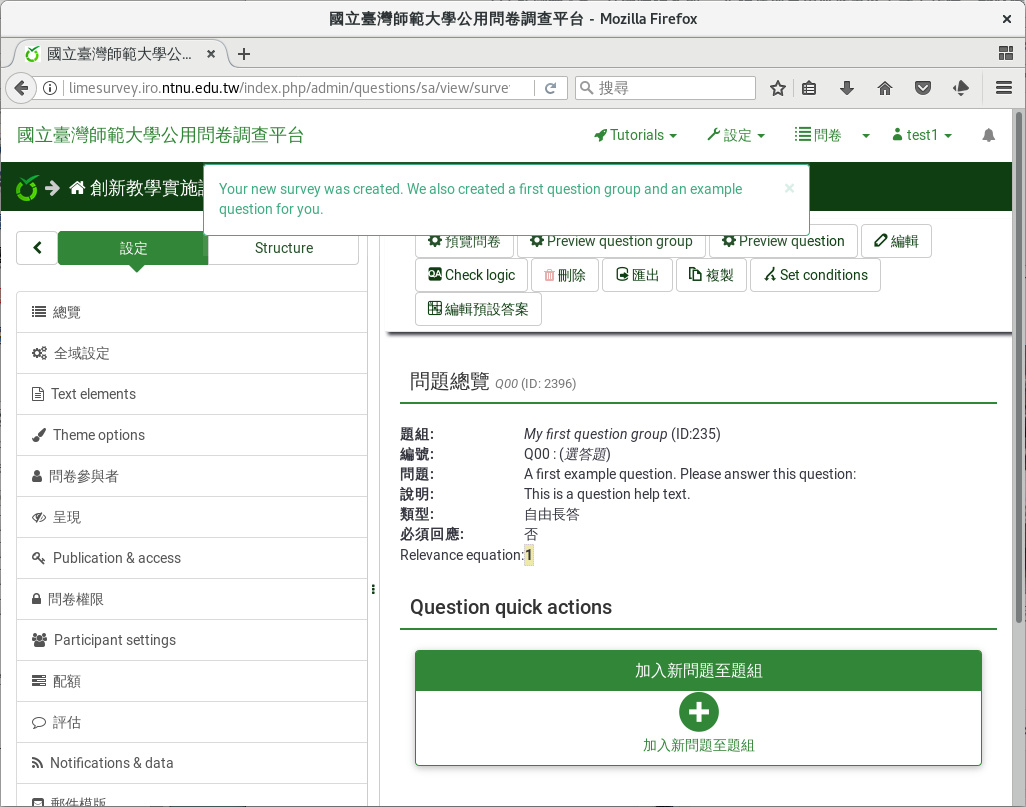 國立臺灣師範大學公用問卷調查平台 - Mozilla Firefox
國立臺灣師範大學公...
limesurvey.iro.ntnu.edu.tw/index.php/admin/questions/sa/view/surve
搜尋
國立臺灣師範大學公用問卷調查平台
Tutorials
設定
問卷
test1
創新教學實施
Your new survey was created. We also created a first question group and an example
question for you.
×
設定
Structure
預覽問卷
Preview question group
Preview question
編輯
Check logic
刪除
匯出
複製
Set conditions
編輯預設答案
總覽
全域設定
Text elements
Theme options
問卷參與者
呈現
Publication & access
問卷權限
Participant settings
配額
評估
Notifications & data
郵件模版
問題總覽 Q00 (ID: 2396)
題組: My first question group (ID:235)
編號: Q00 : (選答題)
問題: A first example question. Please answer this question:
說明: This is a question help text.
類型: 自由長答
必須回應: 否
Relevance equation: 1
Question quick actions
加入新問題至題組
加入新問題至題組